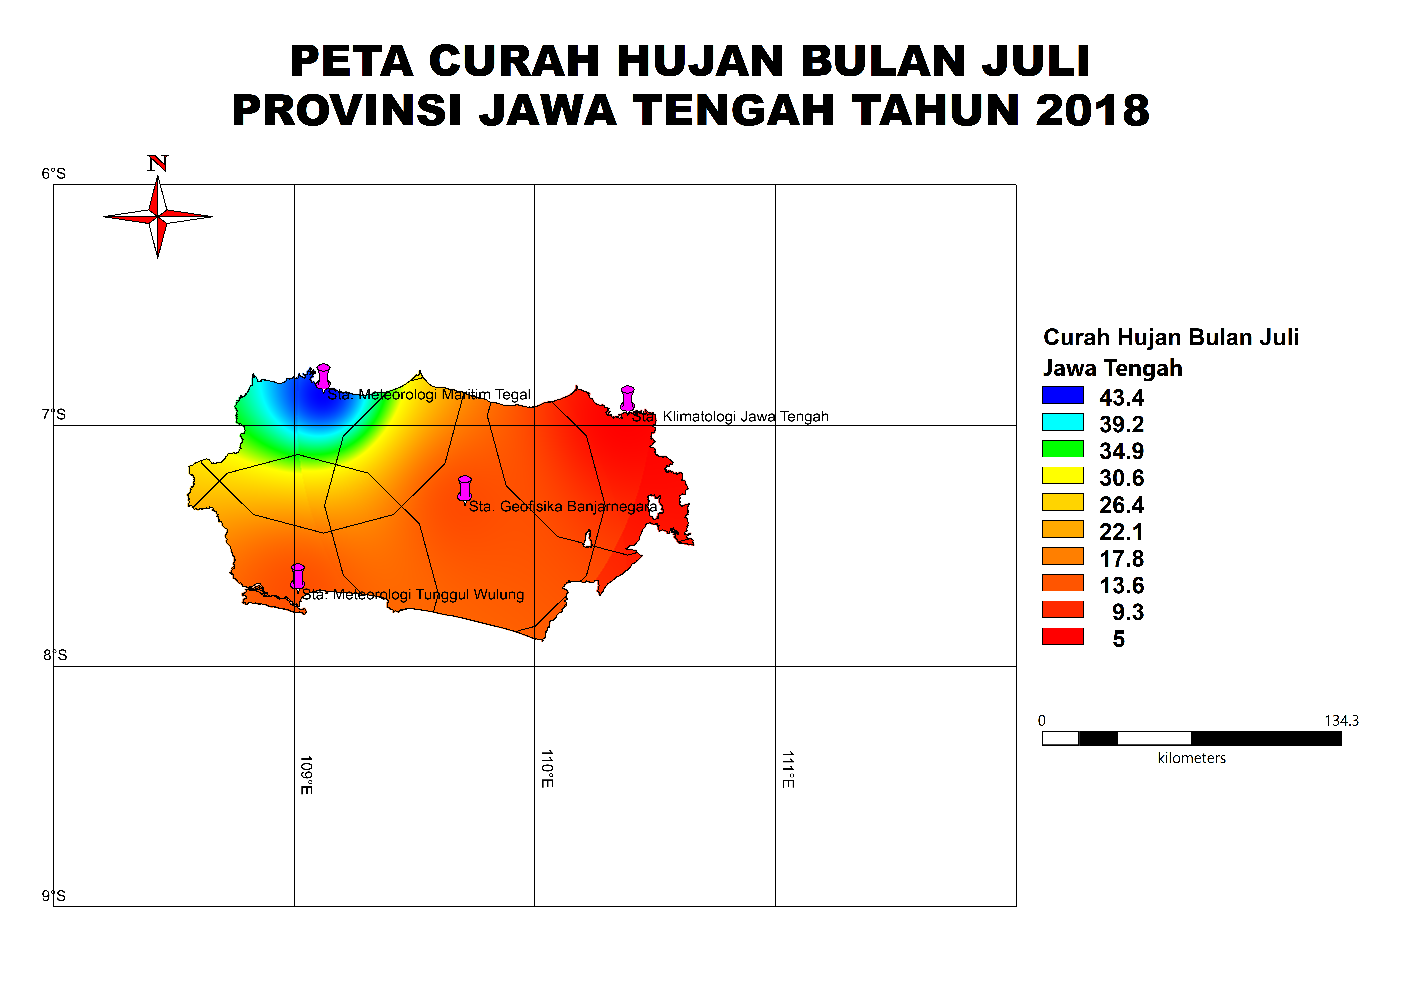 PETA CURAH HUJAN BULAN JULI
PROVINSI JAWA TENGAH TAHUN 2018
N
6°S
7°S
8°S
9°S
Sta. Meteorologi Maritim Tegal
Sta. Klimatologi Jawa Tengah
Sta. Geofisika Banjarnegara
Sta. Meteorologi Tunggul Wulung
109°E
110°E
111°E
Curah Hujan Bulan Juli
Jawa Tengah
43.4
39.2
34.9
30.6
26.4
22.1
17.8
13.6
9.3
5
0 134.3
kilometers